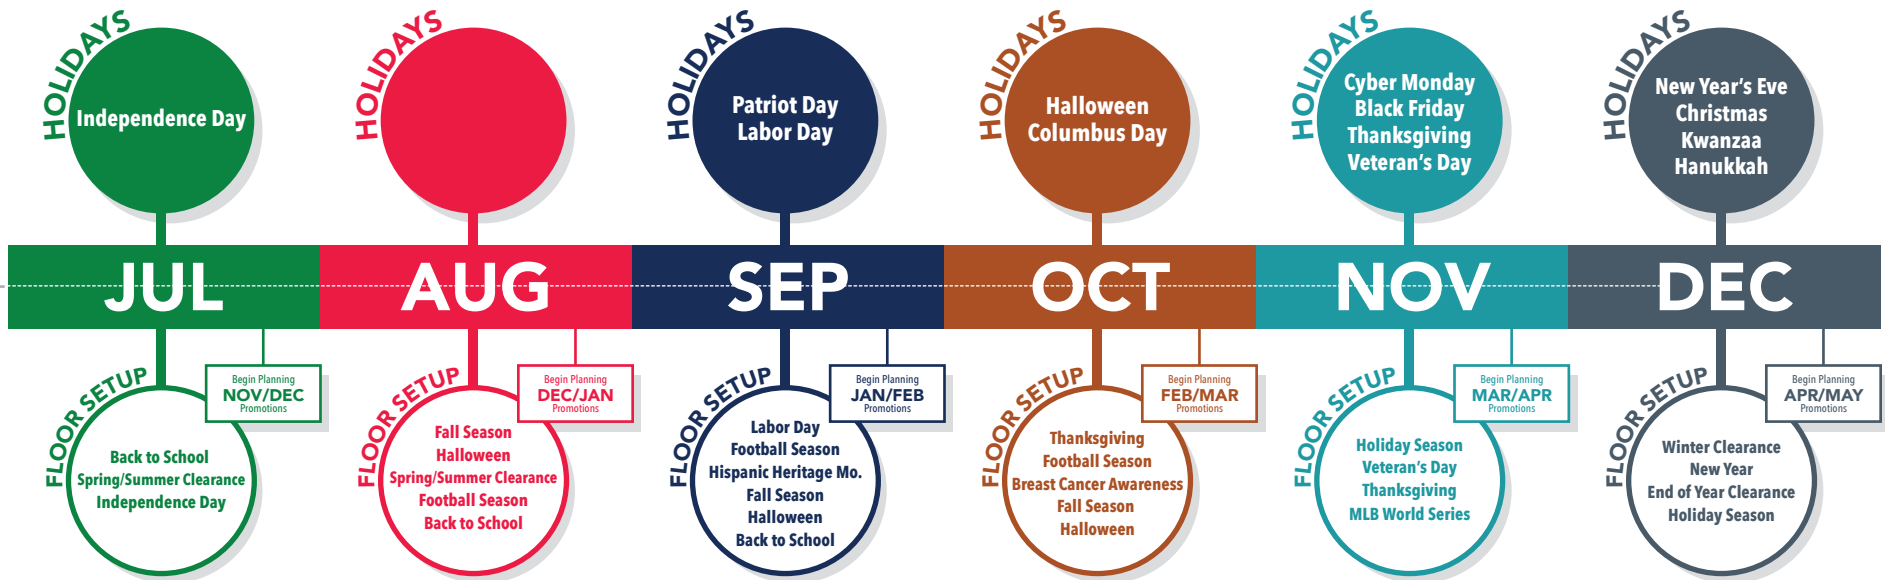 HOLIDAYS
Independence Day
JUL
Begin Planning
NOV/DEC
Promotions
FLOOR SETUP
Back to School
Spring/Summer Clearance
Independence Day
HOLIDAYS
AUG
Begin Planning
DEC/JAN
Promotions
FLOOR SETUP
Fall Season
Halloween
Spring/Summer Clearance
Football Season
Back to School
HOLIDAYS
Patriot Day
Labor Day
SEP
Begin Planning
JAN/FEB
Promotions
FLOOR SETUP
Labor Day
Football Season
Hispanic Heritage Mo.
Fall Season
Halloween
Back to School
HOLIDAYS
Halloween
Columbus Day
OCT
Begin Planning
FEB/MAR
Promotions
FLOOR SETUP
Thanksgiving
Football Season
Breast Cancer Awareness
Fall Season
Halloween
HOLIDAYS
Cyber Monday
Black Friday
Thanksgiving
Veteran's Day
NOV
Begin Planning
MAR/APR
Promotions
FLOOR SETUP
Holiday Season
Veteran's Day
Thanksgiving
MLB World Series
HOLIDAYS
New Year's Eve
Christmas
Kwanzaa
Hanukkah
DEC
Begin Planning
APR/MAY
Promotions
FLOOR SETUP
Winter Clearance
New Year
End of Year Clearance
Holiday Season